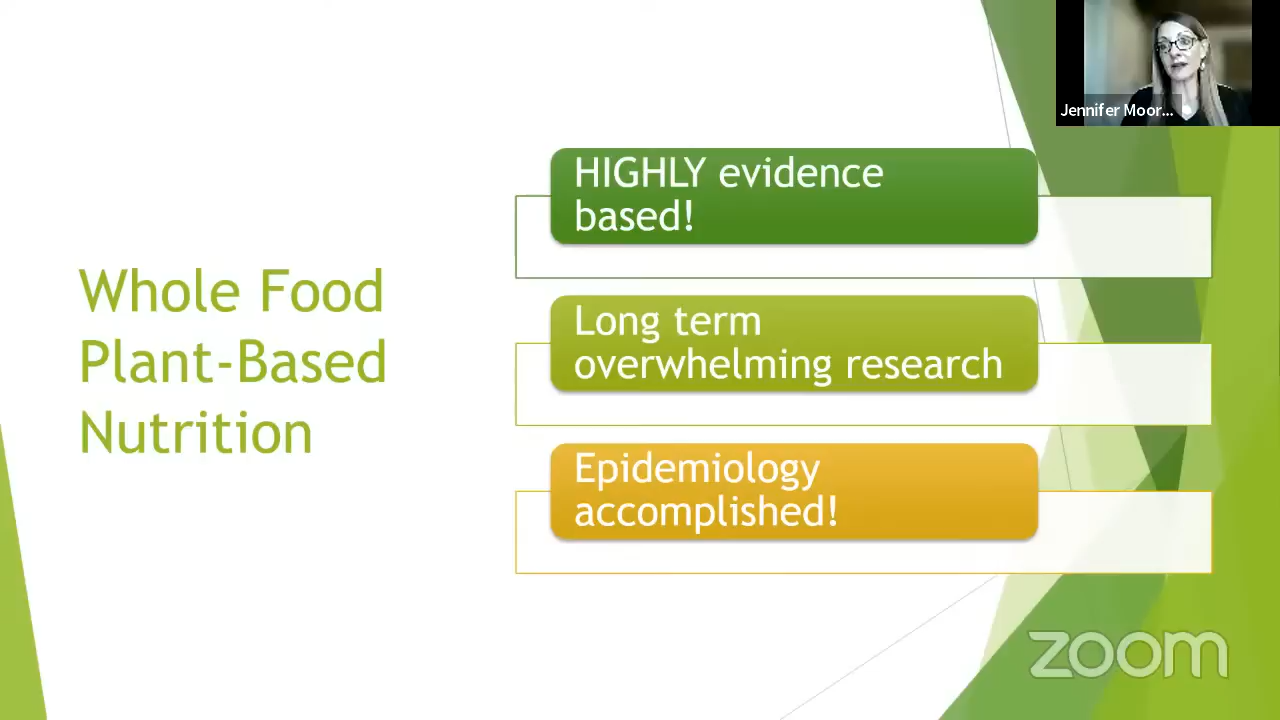 Jennifer Moor...
HIGHLY evidence
based!
Whole Food
Plant-Based
Nutrition
Long term
overwhelming research
Epidemiology
accomplished!
zoom